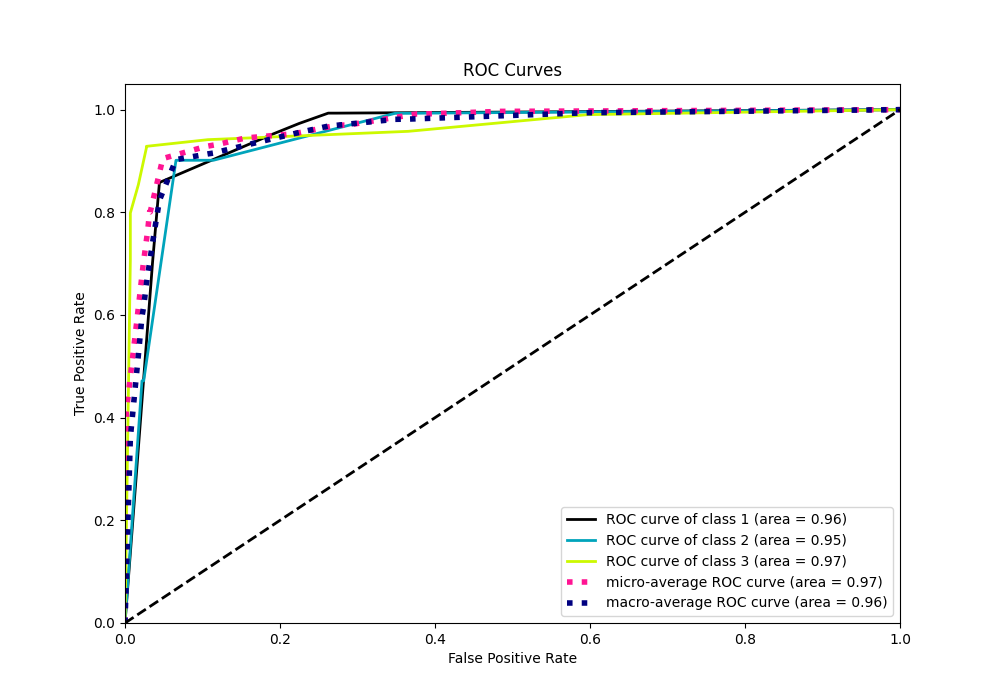 ROC Curves
True Positive Rate
1.0
0.8
0.6
0.4
0.2
0.0
0.0 0.2 0.4 0.6 0.8 1.0
False Positive Rate
ROC curve of class 1 (area = 0.96)
ROC curve of class 2 (area = 0.95)
ROC curve of class 3 (area = 0.97)
micro-average ROC curve (area = 0.97)
macro-average ROC curve (area = 0.96)